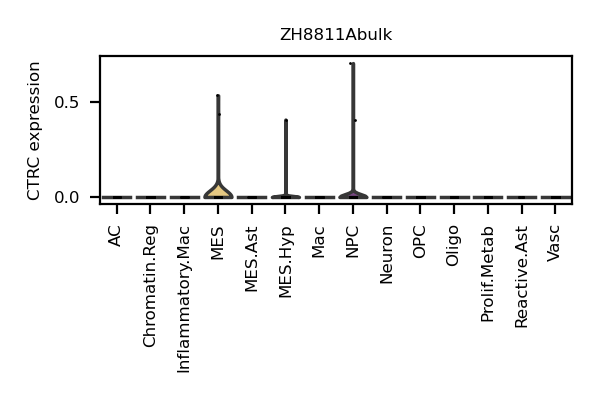 ZH8811Abulk
CTRC expression
0.5
0.0
AC
Chromatin.Reg
Inflammatory.Mac
MES
MES.Ast
MES.Hyp
Mac
NPC
Neuron
OPC
Oligo
Prolif.Metab
Reactive.Ast
Vasc